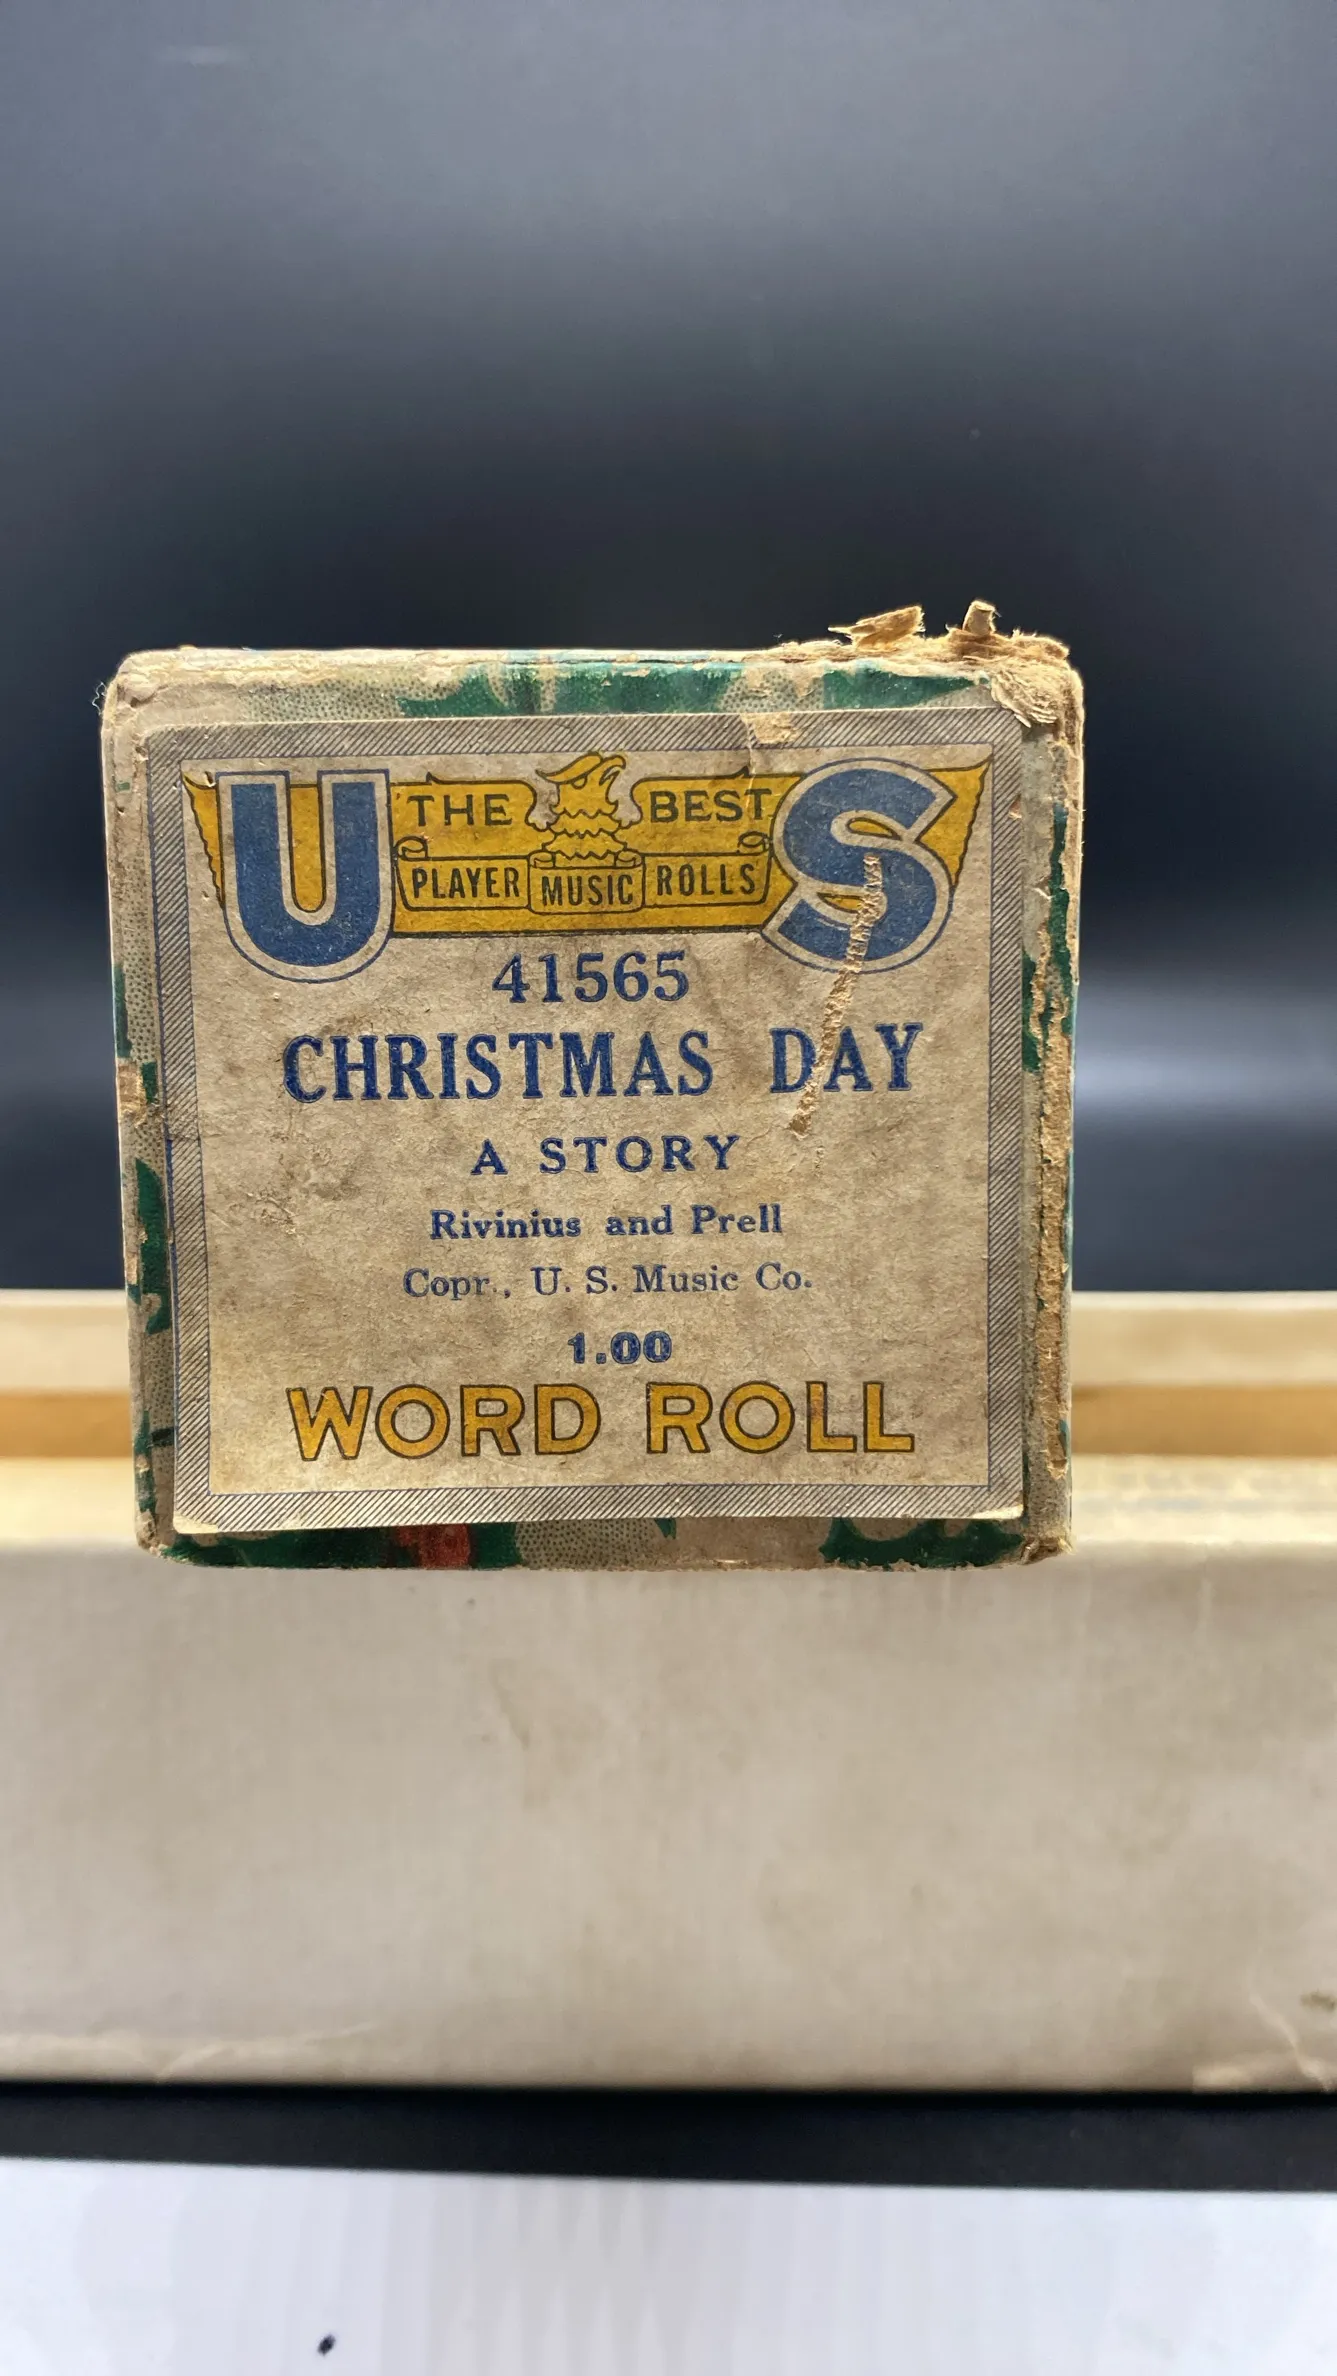 U THE BEST S
PLAYER MUSIC ROLLS
41565
CHRISTMAS DAY
A STORY
Rivinius and Prell
Copr., U. S. Music Co.
1.00
WORD ROLL